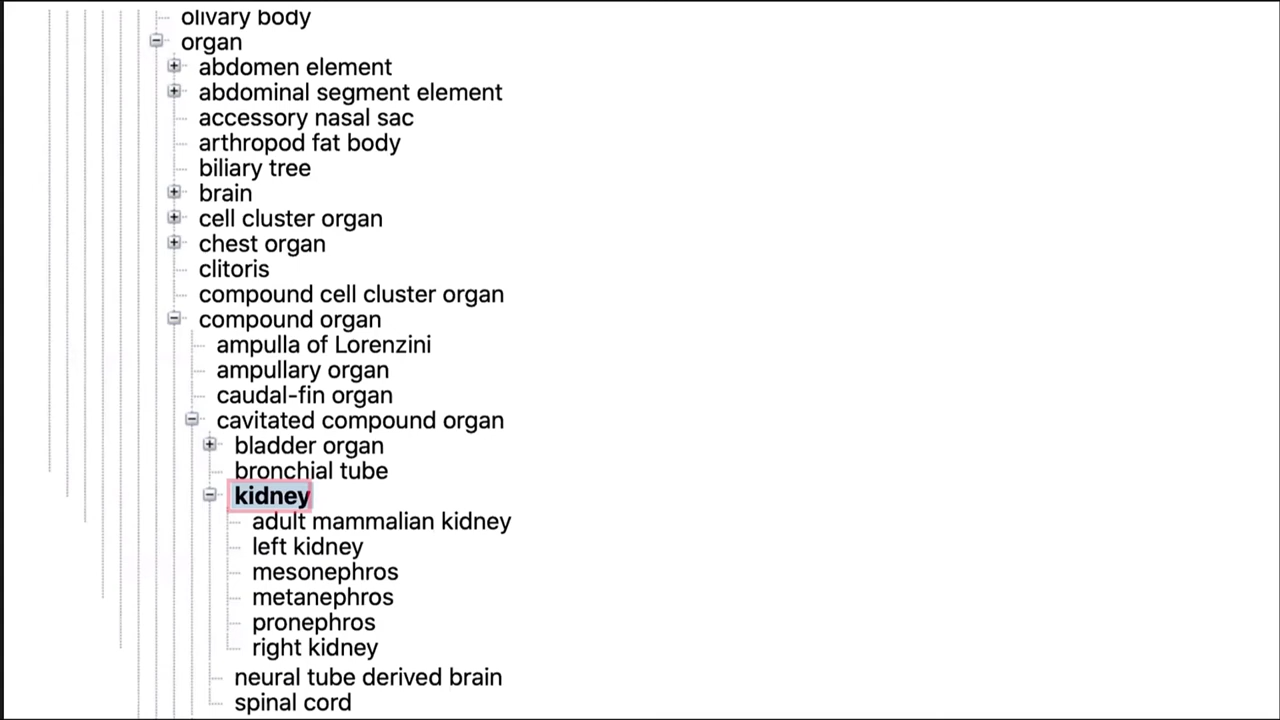 olivary body
organ
abdomen element
abdominal segment element
accessory nasal sac
arthropod fat body
biliary tree
brain
cell cluster organ
chest organ
clitoris
compound cell cluster organ
compound organ
ampulla of Lorenzini
ampullary organ
caudal-fin organ
cavitated compound organ
bladder organ
bronchial tube
kidney
adult mammalian kidney
left kidney
mesonephros
metanephros
pronephros
right kidney
neural tube derived brain
spinal cord